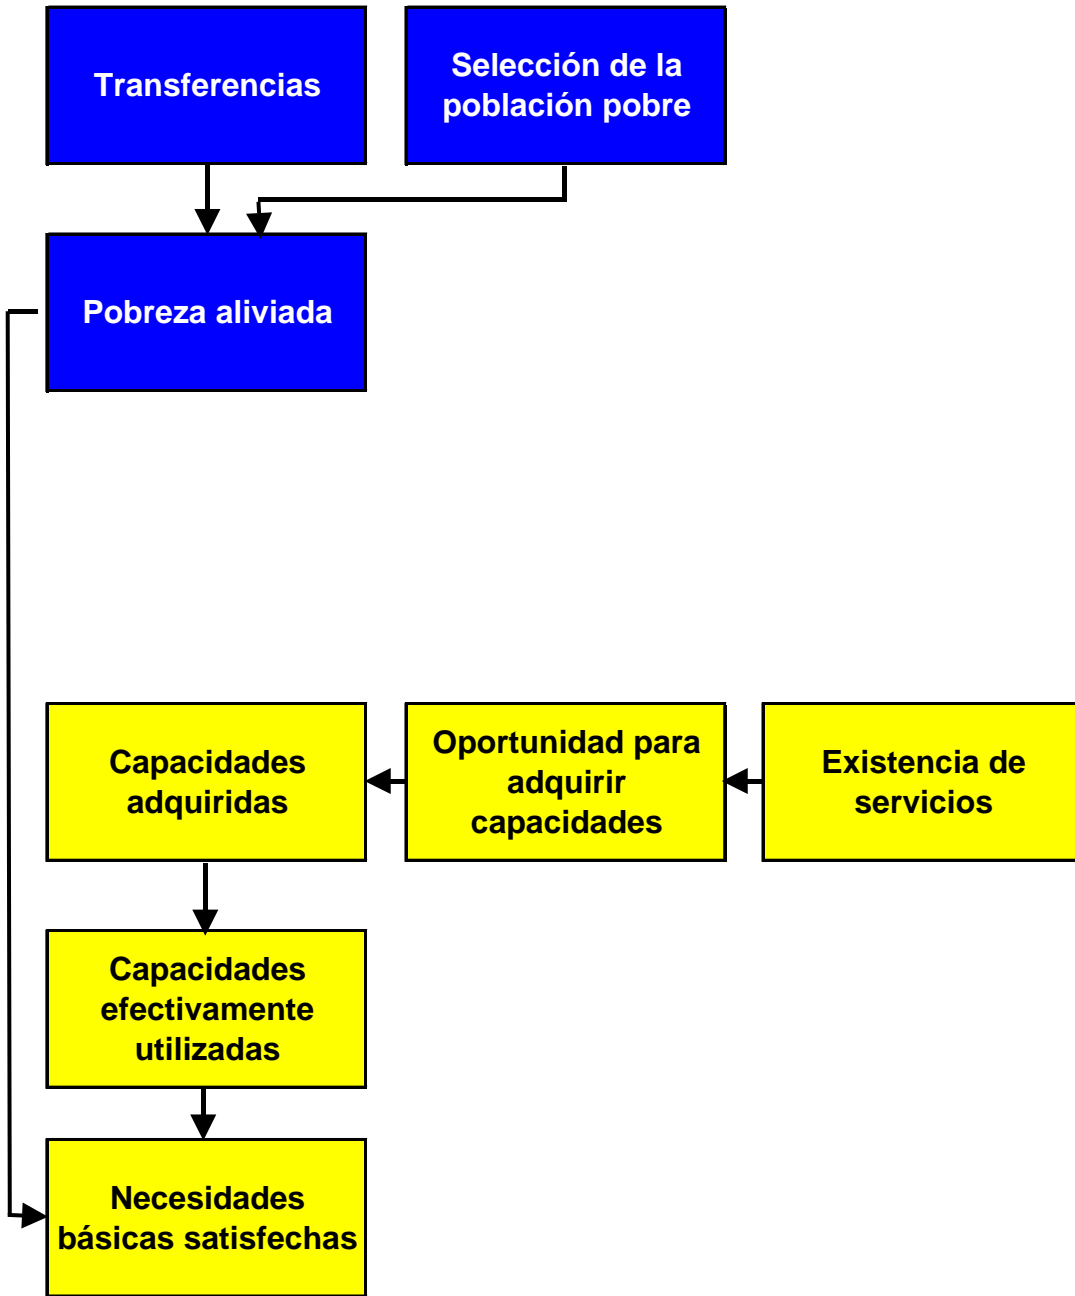 Transferencias
Selección de la
población pobre
Pobreza aliviada
Capacidades
adquiridas
Oportunidad para
adquirir
capacidades
Existencia de
servicios
Capacidades
efectivamente
utilizadas
Necesidades
básicas satisfechas